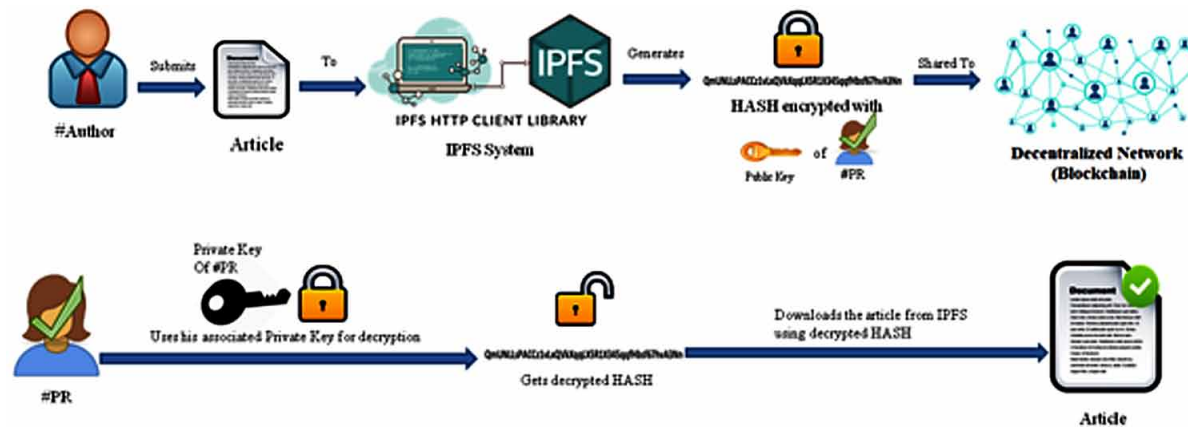 Submits
To
Generates
Shared To
#Author
Document
Article
IPFS
IPFS HTTP CLIENT LIBRARY
IPFS System
HASH encrypted with
of
Public Key
#PR
Decentralized Network
(Blockchain)
Private Key
Of #PR
Uses his associated Private Key for decryption
#PR
Gets decrypted HASH
Downloads the article from IPFS
using decrypted HASH
Document
Article